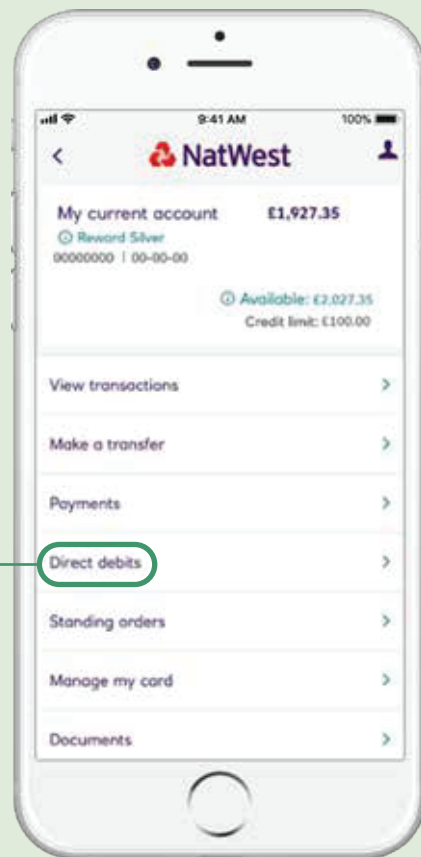 9:41 AM 100%
NatWest
My current account £1,927.35
Reward Silver
00000000 | 00-00-00
Available: £2,027.35
Credit limit: £100.00
View transactions
Make a transfer
Payments
Direct debits
Standing orders
Manage my card
Documents